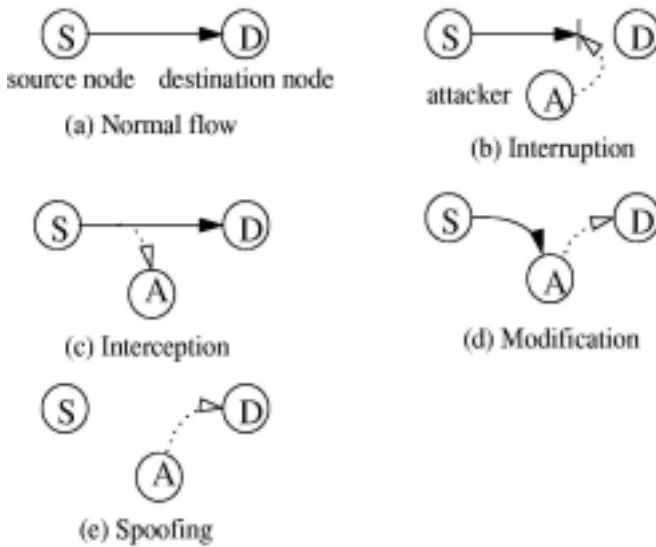 S D
source node destination node
(a) Normal flow
S D
attacker A
(b) Interruption
S D
A
(c) Interception
S D
A
(d) Modification
S D
A
(e) Spoofing